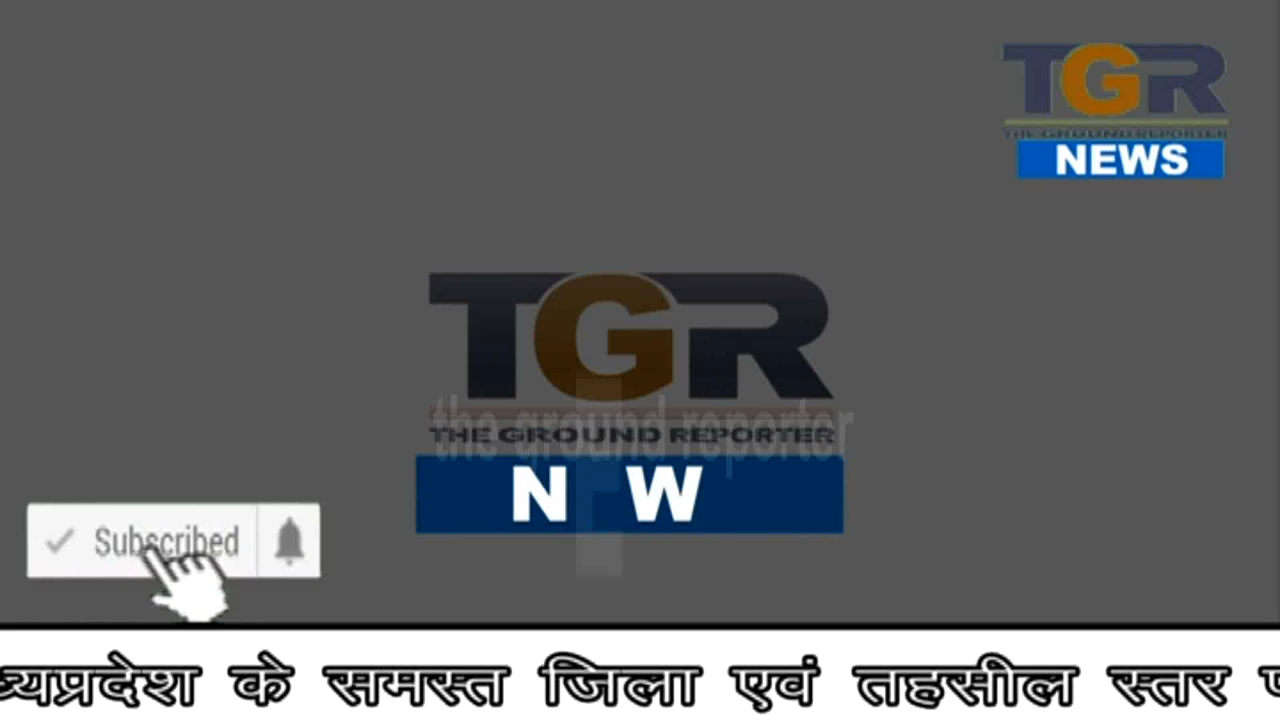 TGR
THE GROUND REPORTER
NEWS
TGR
the ground reporter
THE GROUND REPORTER
N W
Subscribed
के समस्त जिला एवं तहसील स्तर